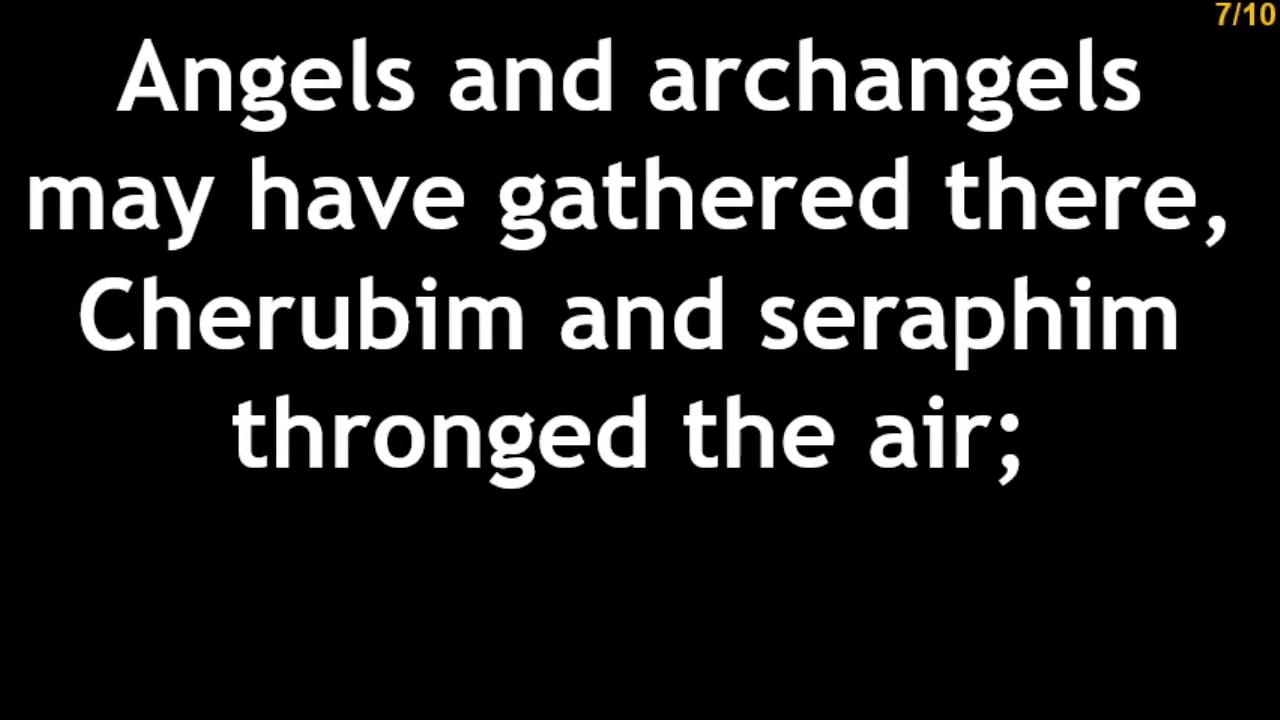 7/10
Angels and archangels
may have gathered there,
Cherubim and seraphim
thronged the air;